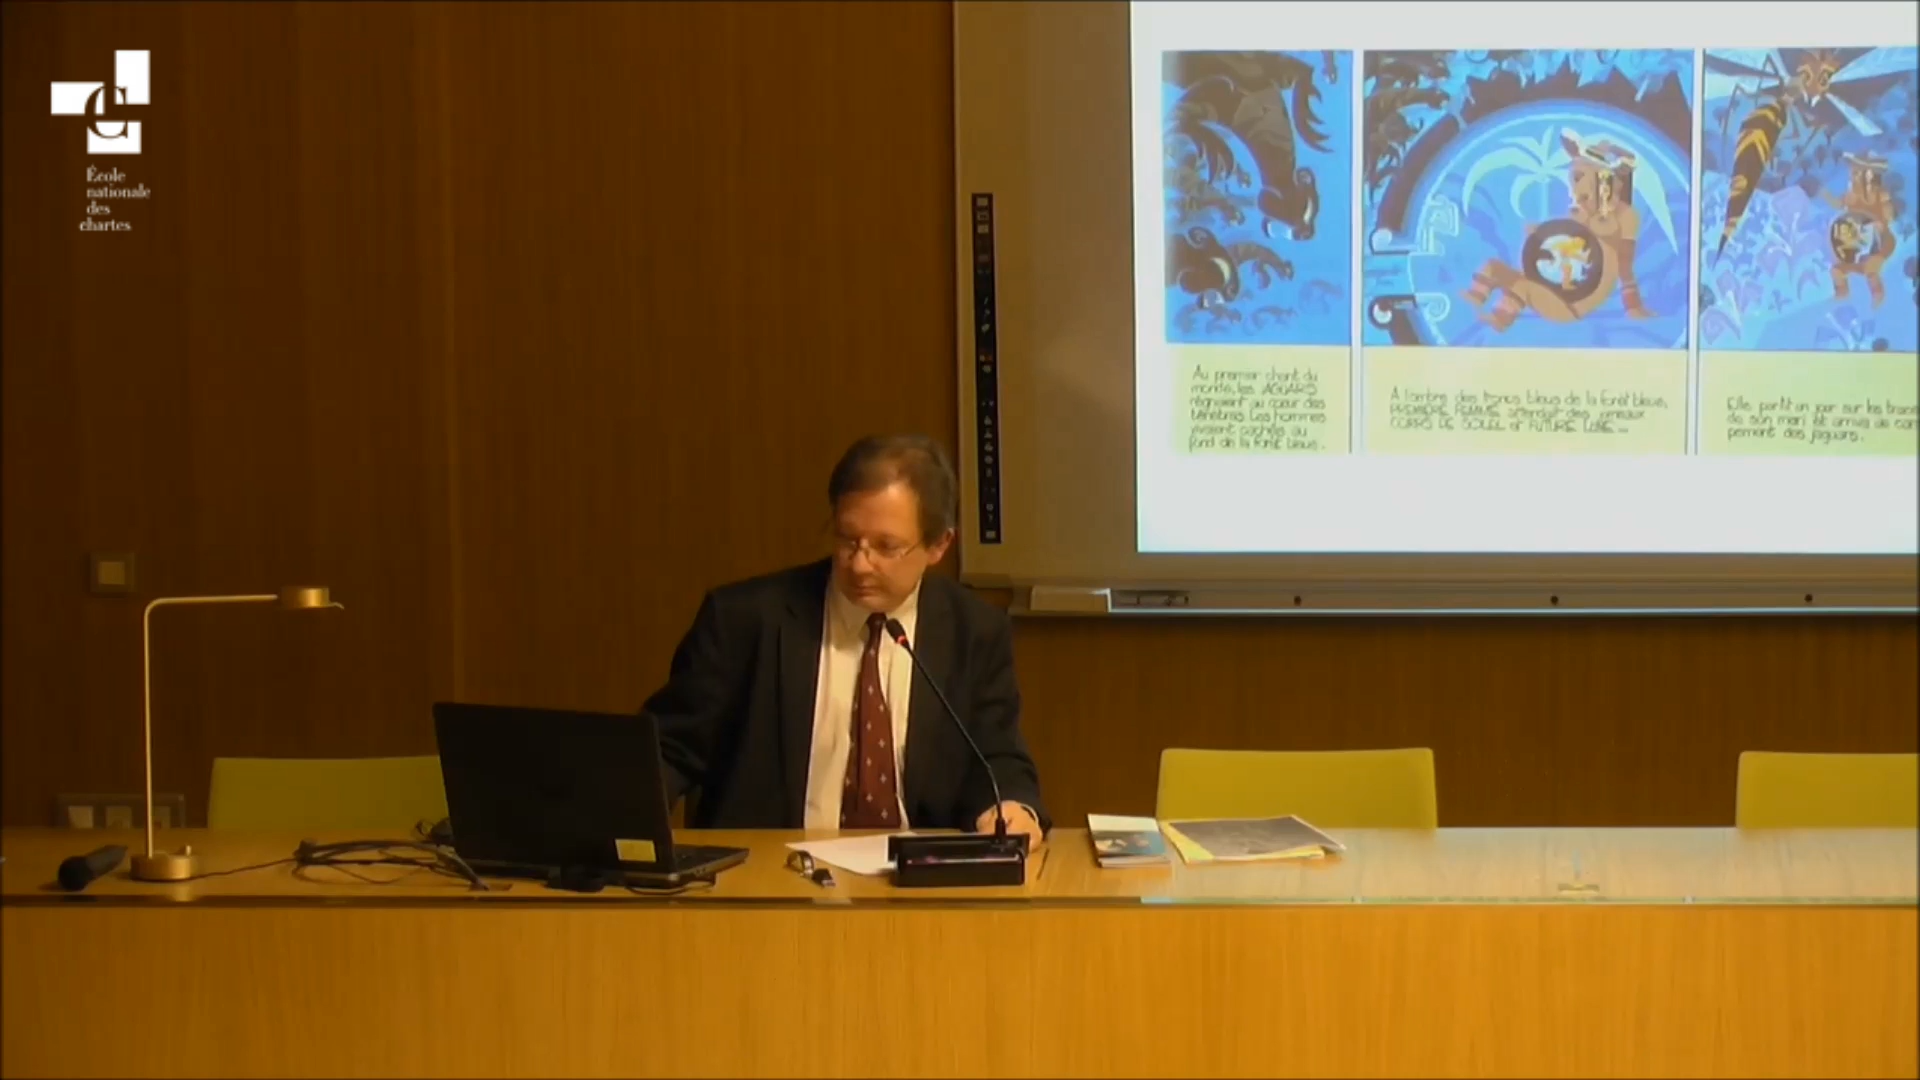 École
nationale
des
chartes
Au premier chant du
monde, les JAGUARS
régnaient au cœur des
ténèbres. Les hommes
vivaient cachés au
fond de la forêt bleue.
A l'ombre des troncs bleus de la forêt bleue,
PREMIÈRE FEMME attendait des jumeaux
CORPS DE SOLEIL et FUTURE LUNE
Elle partit un jour sur les
de son mari et arriva au
pement des jaguars.